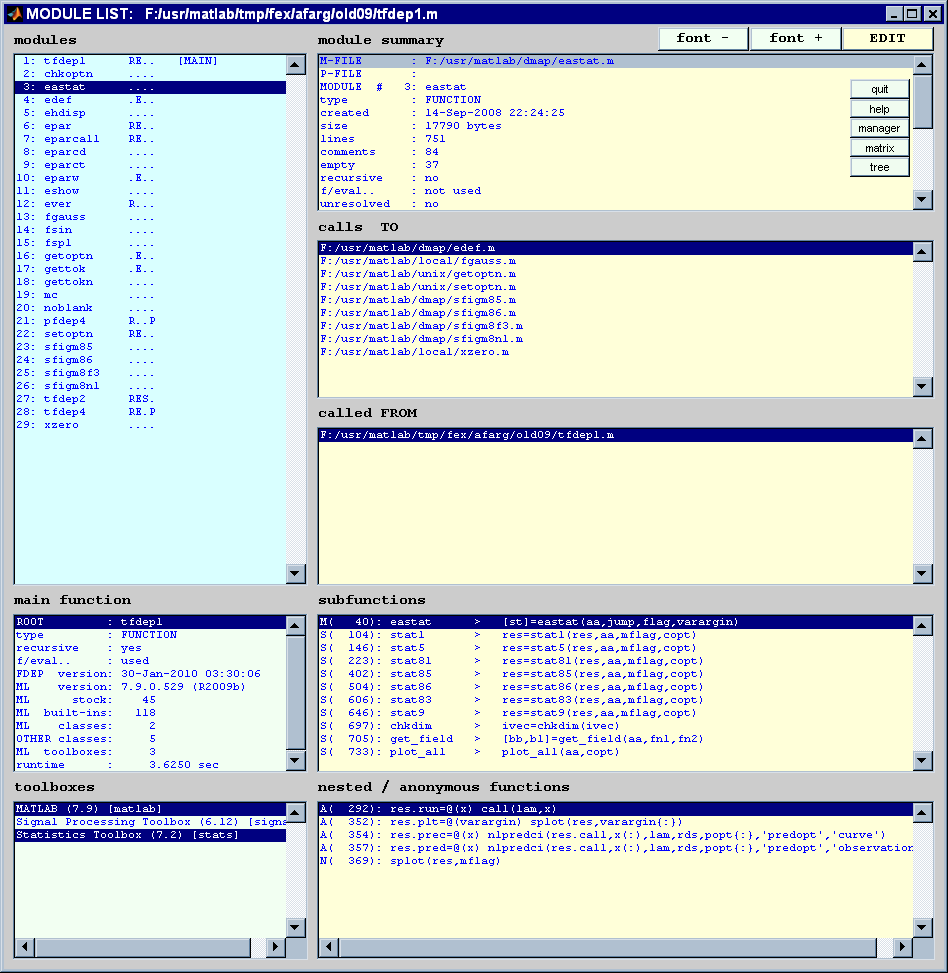 MODULE LIST: F:/usr/matlab/tmp/fex/afarg/old09/tfdep1.m
modules
1: tfdep1 RE.. [MAIN]
2: chkoptn ....
3: eastat ....
4: edef .E..
5: ehdisp ....
6: epar RE..
7: eparcall RE..
8: eparcd ....
9: eparct ....
10: eparw .E..
11: eshow ....
12: ever R...
13: fgauss ....
14: fsin ....
15: fspl ....
16: getoptn .E..
17: gettok .E..
18: gettokn ....
19: mc ....
20: noblank ....
21: pfdep4 R..P
22: setoptn RE..
23: sfigm85 ....
24: sfigm86 ....
25: sfigm8f3 ....
26: sfigm8nl ....
27: tfdep2 RES.
28: tfdep4 RE.P
29: xzero ....
module summary
font -
font +
EDIT
M-FILE : F:/usr/matlab/dmap/eastat.m
P-FILE :
MODULE # 3: eastat
type : FUNCTION
created : 14-Sep-2008 22:24:25
size : 17790 bytes
lines : 751
comments : 84
empty : 37
recursive : no
f/eval.. : not used
unresolved : no
quit
help
manager
matrix
tree
calls TO
F:/usr/matlab/dmap/edef.m
F:/usr/matlab/local/fgauss.m
F:/usr/matlab/unix/getoptn.m
F:/usr/matlab/unix/setoptn.m
F:/usr/matlab/dmap/sfigm85.m
F:/usr/matlab/dmap/sfigm86.m
F:/usr/matlab/dmap/sfigm8f3.m
F:/usr/matlab/dmap/sfigm8nl.m
F:/usr/matlab/local/xzero.m
called FROM
F:/usr/matlab/tmp/fex/afarg/old09/tfdep1.m
main function
ROOT : tfdep1
type : FUNCTION
recursive : yes
f/eval.. : used
FDEP version: 30-Jan-2010 03:30:06
ML version: 7.9.0.529 (R2009b)
ML stock: 45
ML built-ins: 118
ML classes: 2
OTHER classes: 5
ML toolboxes: 3
runtime : 3.6250 sec
subfunctions
M( 40): eastat > [st]=eastat(aa,jump,flag,varargin)
S( 104): stat1 > res=stat1(res,aa,mflag,copt)
S( 146): stat5 > res=stat5(res,aa,mflag,copt)
S( 223): stat81 > res=stat81(res,aa,mflag,copt)
S( 402): stat85 > res=stat85(res,aa,mflag,copt)
S( 504): stat86 > res=stat86(res,aa,mflag,copt)
S( 606): stat83 > res=stat83(res,aa,mflag,copt)
S( 646): stat9 > res=stat9(res,aa,mflag,copt)
S( 697): chkdim > ivec=chkdim(ivec)
S( 705): get_field > [bb,bl]=get_field(aa,fn1,fn2)
S( 733): plot_all > plot_all(aa,copt)
toolboxes
MATLAB (7.9) [matlab]
Signal Processing Toolbox (6.12) [signa
Statistics Toolbox (7.2) [stats]
nested / anonymous functions
A( 292): res.run=@(x) call(lam,x)
A( 352): res.plt=@(varargin) splot(res,varargin{:})
A( 354): res.prec=@(x) nlpredci(res.call,x(:),lam,rds,popt{:},'predopt','curve')
A( 357): res.pred=@(x) nlpredci(res.call,x(:),lam,rds,popt{:},'predopt','observation
N( 369): splot(res,mflag)